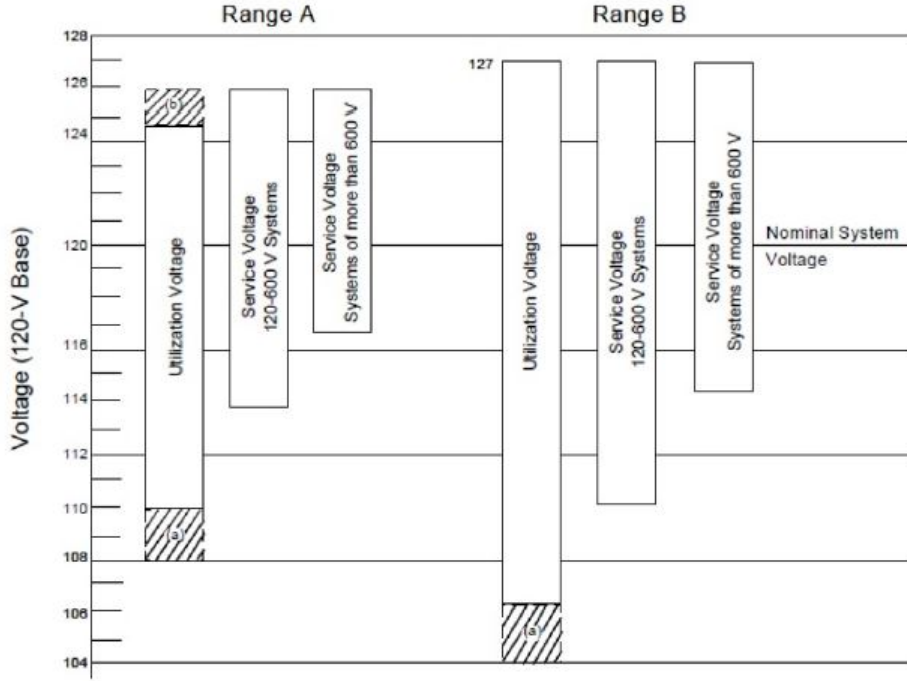 Range A
Range B
Voltage (120-V Base)
128
126
124
120
116
114
112
110
108
106
104
(b)
Utilization Voltage
(a)
Service Voltage
120-600 V Systems
Service Voltage
Systems of more than 600 V
127
Utilization Voltage
(a)
Service Voltage
120-600 V Systems
Service Voltage
Systems of more than 600 V
Nominal System
Voltage